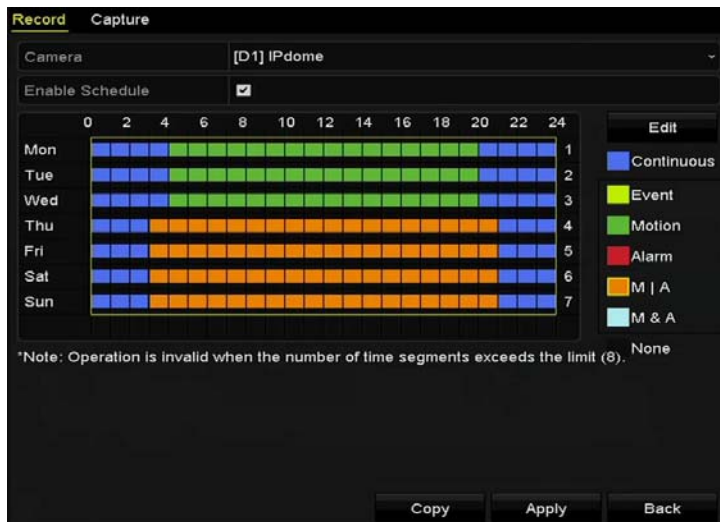 Record Capture
Camera [D1] IPdome
Enable Schedule
0 2 4 6 8 10 12 14 16 18 20 22 24
Edit
Mon 1
Tue 2
Wed 3
Thu 4
Fri 5
Sat 6
Sun 7
Continuous
Event
Motion
Alarm
M | A
M & A
None
*Note: Operation is invalid when the number of time segments exceeds the limit (8).
Copy Apply Back